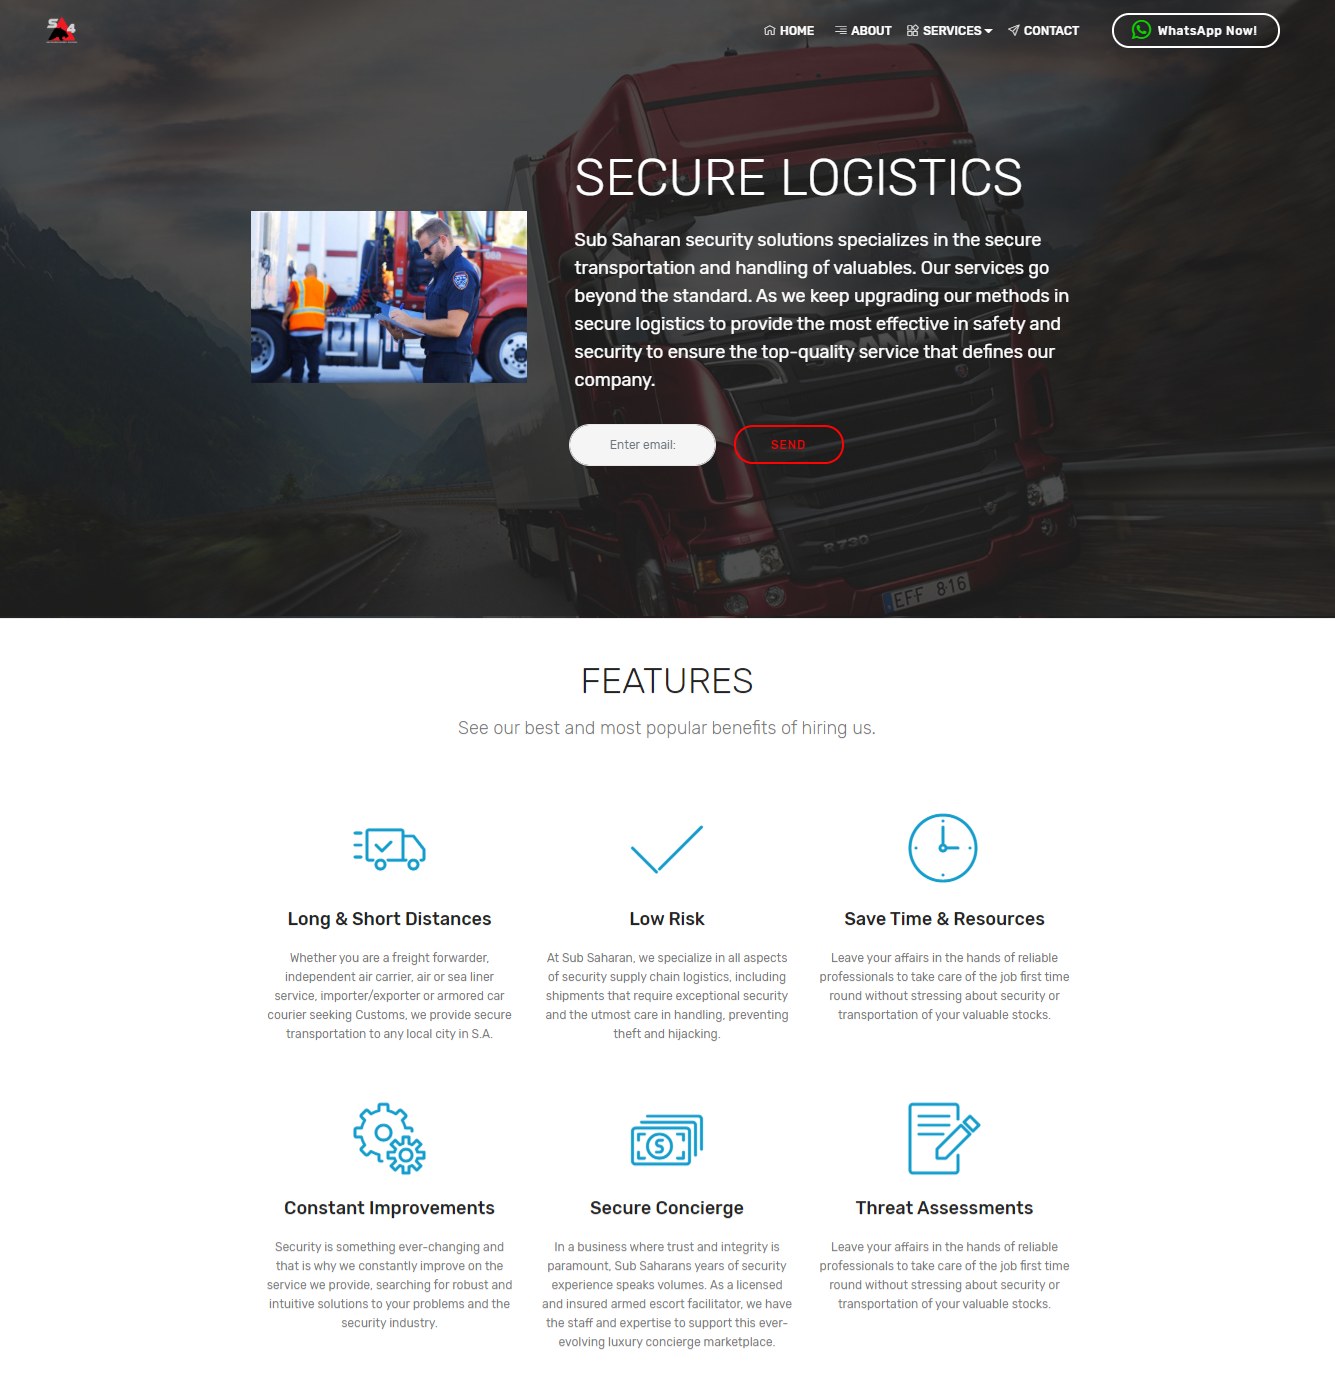 SA4
HOME ABOUT SERVICES CONTACT WhatsApp Now!
SECURE LOGISTICS
Sub Saharan security solutions specializes in the secure
transportation and handling of valuables. Our services go
beyond the standard. As we keep upgrading our methods in
secure logistics to provide the most effective in safety and
security to ensure the top-quality service that defines our
company.
SCANIA
Enter email: SEND
R730
EFF 816
FEATURES
See our best and most popular benefits of hiring us.
Long & Short Distances
Whether you are a freight forwarder,
independent air carrier, air or sea liner
service, importer/exporter or armored car
courier seeking Customs, we provide secure
transportation to any local city in S.A.
Low Risk
At Sub Saharan, we specialize in all aspects
of security supply chain logistics, including
shipments that require exceptional security
and the utmost care in handling, preventing
theft and hijacking.
Save Time & Resources
Leave your affairs in the hands of reliable
professionals to take care of the job first time
round without stressing about security or
transportation of your valuable stocks.
Constant Improvements
Security is something ever-changing and
that is why we constantly improve on the
service we provide, searching for robust and
intuitive solutions to your problems and the
security industry.
Secure Concierge
In a business where trust and integrity is
paramount, Sub Saharans years of security
experience speaks volumes. As a licensed
and insured armed escort facilitator, we have
the staff and expertise to support this ever-
evolving luxury concierge marketplace.
Threat Assessments
Leave your affairs in the hands of reliable
professionals to take care of the job first time
round without stressing about security or
transportation of your valuable stocks.